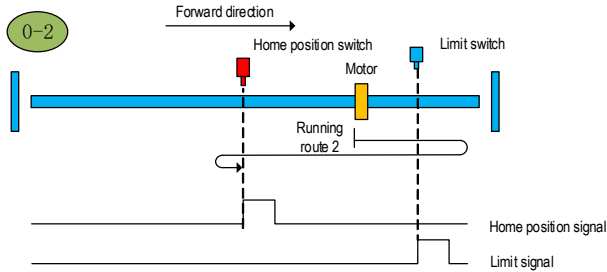 0-2
Forward direction
Home position switch
Limit switch
Motor
Running
route 2
Home position signal
Limit signal